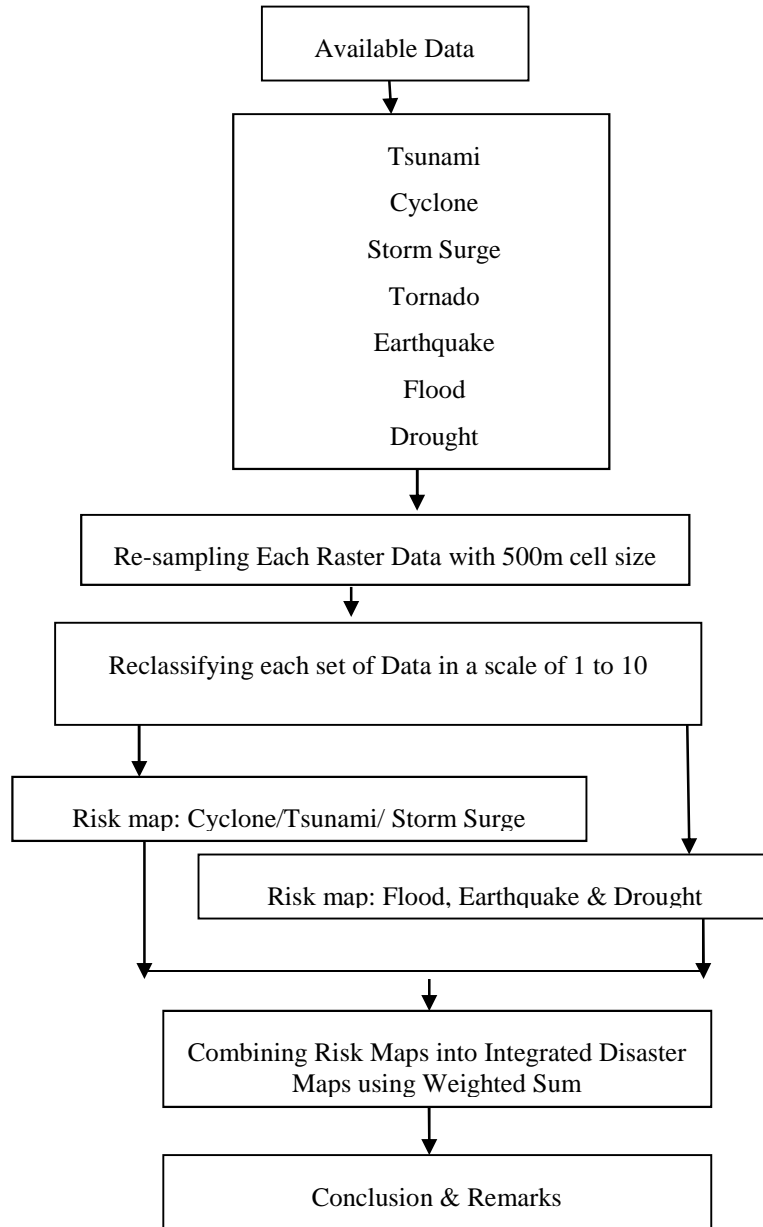 Available Data
Tsunami
Cyclone
Storm Surge
Tornado
Earthquake
Flood
Drought
Re-sampling Each Raster Data with 500m cell size
Reclassifying each set of Data in a scale of 1 to 10
Risk map: Cyclone/Tsunami/ Storm Surge
Risk map: Flood, Earthquake & Drought
Combining Risk Maps into Integrated Disaster
Maps using Weighted Sum
Conclusion & Remarks